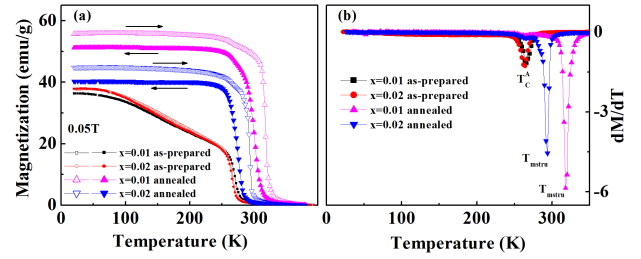 (a)
Magnetization (emu/g)
60
40
20
0
0.05T
x=0.01 as-prepared
x=0.02 as-prepared
x=0.01 annealed
x=0.02 annealed
0 100 200 300
Temperature (K)
(b)
x=0.01 as-prepared
x=0.02 as-prepared
x=0.01 annealed
x=0.02 annealed
T_C^A
T_mstru
T_mstru
0
-3
-6
dM/dT
0 100 200 300
Temperature (K)